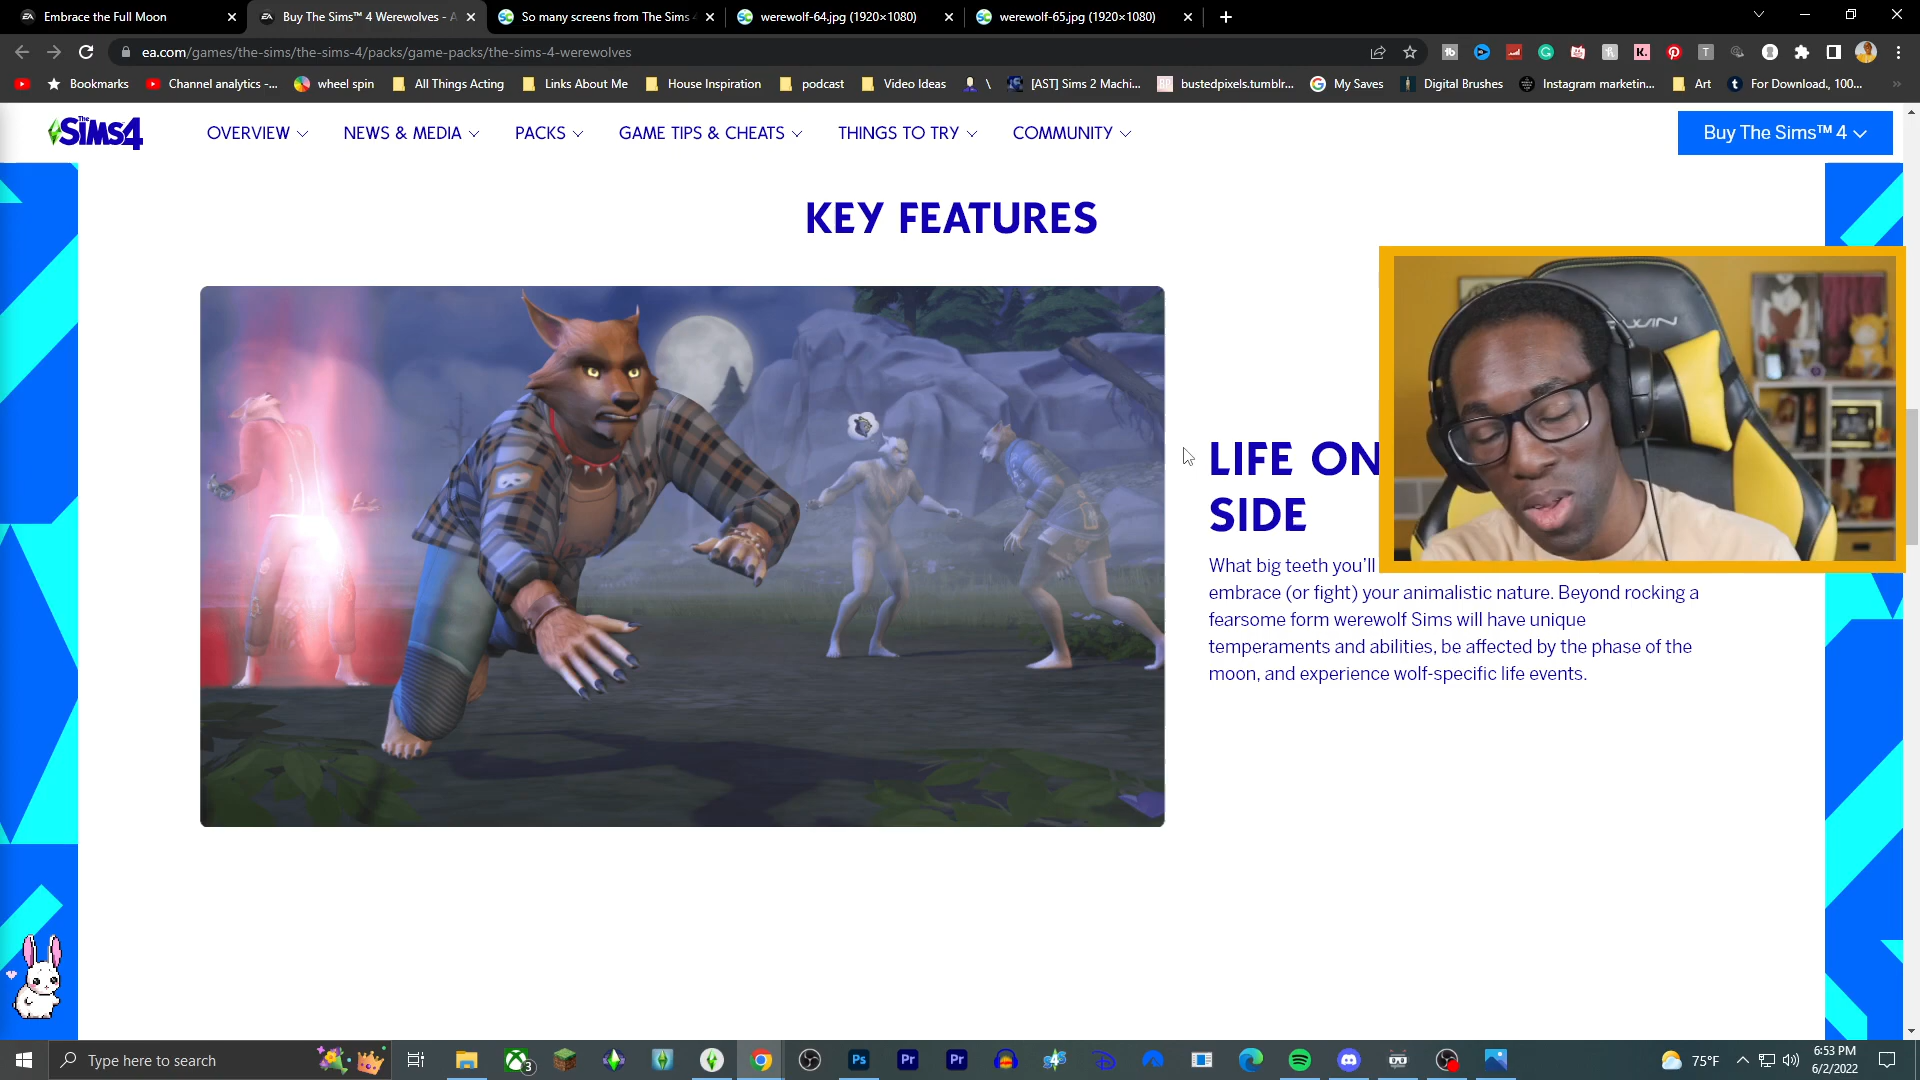 Embrace the Full Moon
Buy The Sims™ 4 Werewolves - A
So many screens from The Sims
werewolf-64.jpg (1920×1080)
werewolf-65.jpg (1920×1080)
ea.com/games/the-sims/the-sims-4/packs/game-packs/the-sims-4-werewolves
Bookmarks
Channel analytics -...
wheel spin
All Things Acting
Links About Me
House Inspiration
podcast
Video Ideas
\
[AST] Sims 2 Machi...
bustedpixels.tumblr...
My Saves
Digital Brushes
Instagram marketin...
Art
For Download., 100...
The SIMS 4
OVERVIEW
NEWS & MEDIA
PACKS
GAME TIPS & CHEATS
THINGS TO TRY
COMMUNITY
Buy The Sims™ 4
KEY FEATURES
LIFE ON
SIDE
What big teeth you'll
embrace (or fight) your animalistic nature. Beyond rocking a
fearsome form werewolf Sims will have unique
temperaments and abilities, be affected by the phase of the
moon, and experience wolf-specific life events.
Type here to search
3
Ps
Pr
Pr
75°F
6:53 PM
6/2/2022